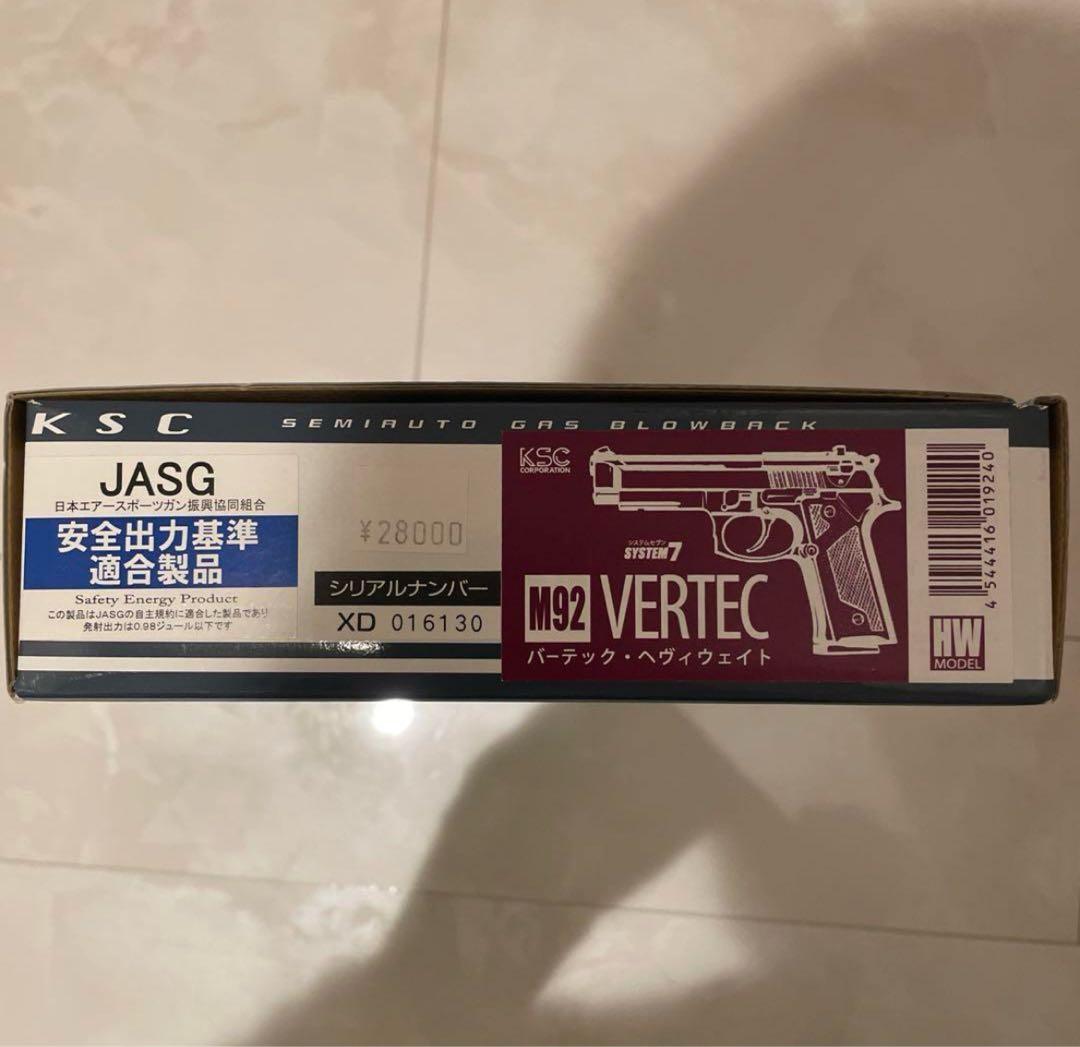 KSC
SEMIAUTO GAS BLOWBACK
JASG
日本エアースポーツガン振興協同組合
安全出力基準
適合製品
Safety Energy Product
この製品はJASGの自主規約に適合した製品であり
発射出力は0.98ジュール以下です
¥28000
シリアルナンバー
XD 016130
KSC
CORPORATION
システムセヴン
SYSTEM7
M92 VERTEC
バーテック・ヘヴィウェイト
4 544416 019240
HW
MODEL